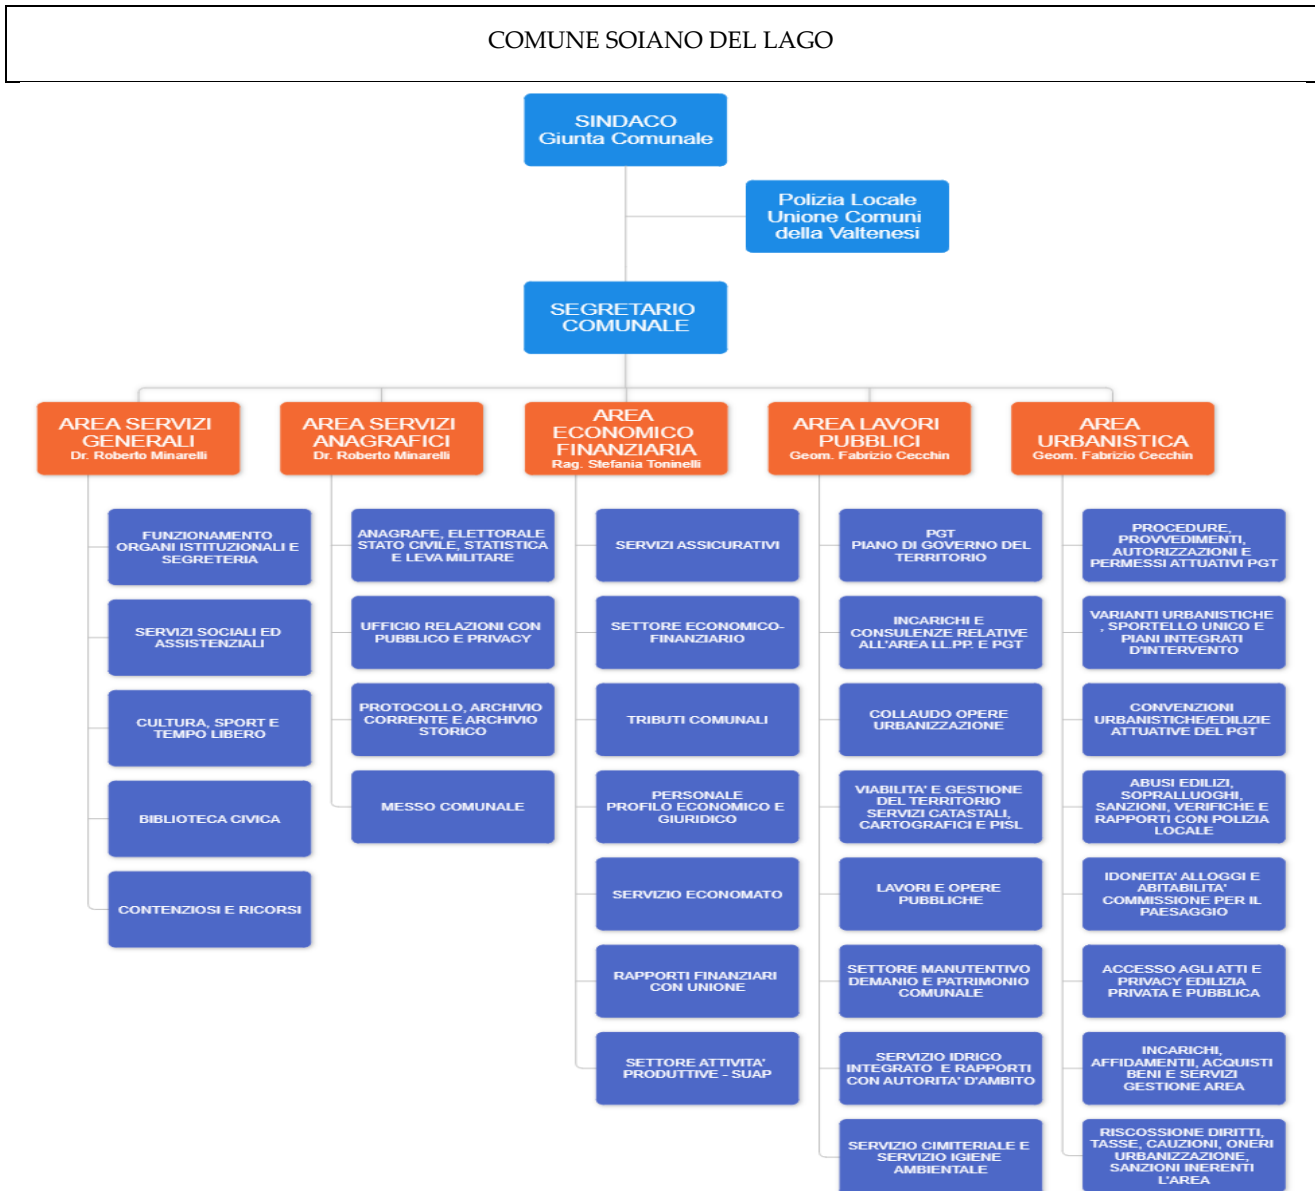 COMUNE SOIANO DEL LAGO
SINDACO
Giunta Comunale
Polizia Locale
Unione Comuni
della Valtenesi
SEGRETARIO
COMUNALE
AREA SERVIZI
GENERALI
Dr. Roberto Minarelli
AREA SERVIZI
ANAGRAFICI
Dr. Roberto Minarelli
AREA
ECONOMICO
FINANZIARIA
Rag. Stefania Toninelli
AREA LAVORI
PUBBLICI
Geom. Fabrizio Cecchin
AREA
URBANISTICA
Geom. Fabrizio Cecchin
FUNZIONAMENTO
ORGANI ISTITUZIONALI E
SEGRETERIA
SERVIZI SOCIALI ED
ASSISTENZIALI
CULTURA, SPORT E
TEMPO LIBERO
BIBLIOTECA CIVICA
CONTENZIOSI E RICORSI
ANAGRAFE, ELETTORALE
STATO CIVILE, STATISTICA
E LEVA MILITARE
UFFICIO RELAZIONI CON
PUBBLICO E PRIVACY
PROTOCOLLO, ARCHIVIO
CORRENTE E ARCHIVIO
STORICO
MESSO COMUNALE
SERVIZI ASSICURATIVI
SETTORE ECONOMICO-
FINANZIARIO
TRIBUTI COMUNALI
PERSONALE
PROFILO ECONOMICO E
GIURIDICO
SERVIZIO ECONOMATO
RAPPORTI FINANZIARI
CON UNIONE
SETTORE ATTIVITA'
PRODUTTIVE - SUAP
PGT
PIANO DI GOVERNO DEL
TERRITORIO
INCARICHI E
CONSULENZE RELATIVE
ALL'AREA LL.PP. E PGT
COLLAUDO OPERE
URBANIZZAZIONE
VIABILITA' E GESTIONE
DEL TERRITORIO
SERVIZI CATASTALI,
CARTOGRAFICI E PISL
LAVORI E OPERE
PUBBLICHE
SETTORE MANUTENTIVO
DEMANIO E PATRIMONIO
COMUNALE
SERVIZIO IDRICO
INTEGRATO E RAPPORTI
CON AUTORITA' D'AMBITO
SERVIZIO CIMITERIALE E
SERVIZIO IGIENE
AMBIENTALE
PROCEDURE,
PROVVEDIMENTI,
AUTORIZZAZIONI E
PERMESSI ATTUATIVI PGT
VARIANTI URBANISTICHE
, SPORTELLO UNICO E
PIANI INTEGRATI
D'INTERVENTO
CONVENZIONI
URBANISTICHE/EDILIZIE
ATTUATIVE DEL PGT
ABUSI EDILIZI,
SOPRALLUOGHI,
SANZIONI, VERIFICHE E
RAPPORTI CON POLIZIA
LOCALE
IDONEITA' ALLOGGI E
ABITABILITA'
COMMISSIONE PER IL
PAESAGGIO
ACCESSO AGLI ATTI E
PRIVACY EDILIZIA
PRIVATA E PUBBLICA
INCARICHI,
AFFIDAMENTII, ACQUISTI
BENI E SERVIZI
GESTIONE AREA
RISCOSSIONE DIRITTI,
TASSE, CAUZIONI, ONERI
URBANIZZAZIONE,
SANZIONI INERENTI
L'AREA